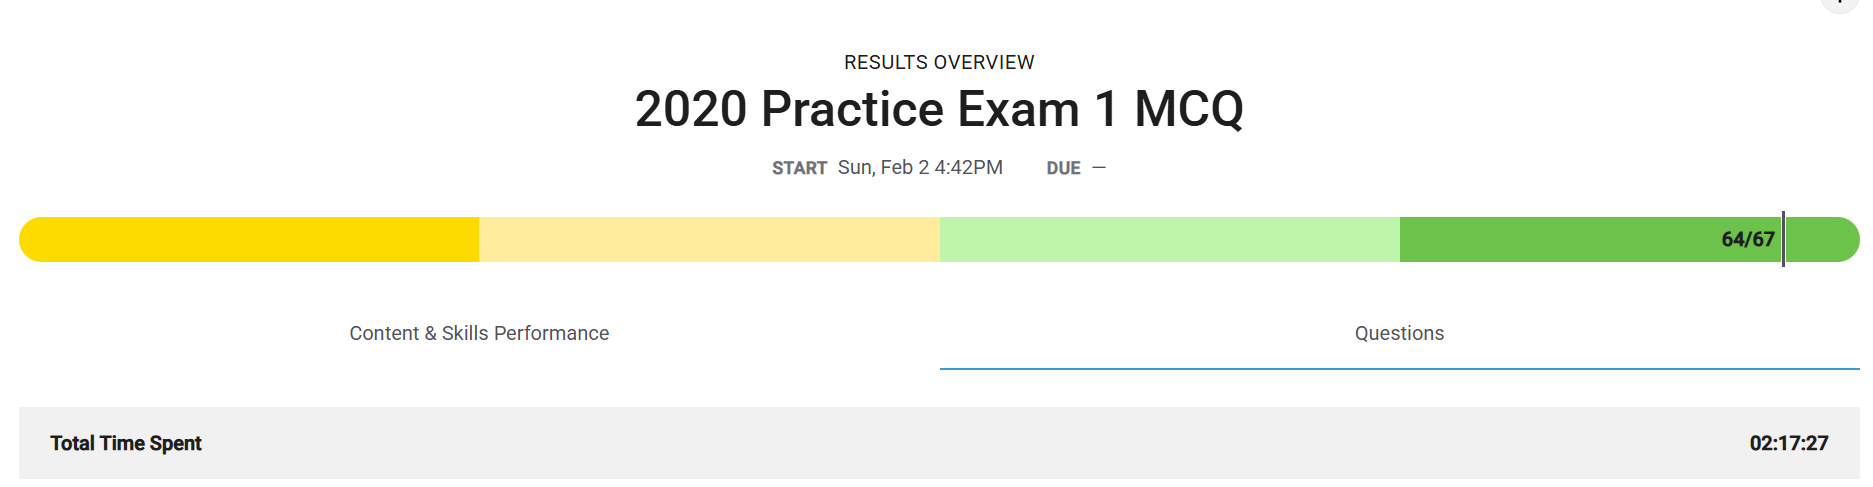 RESULTS OVERVIEW
2020 Practice Exam 1 MCQ
START Sun, Feb 2 4:42PM DUE —
64/67
Content & Skills Performance Questions
Total Time Spent 02:17:27